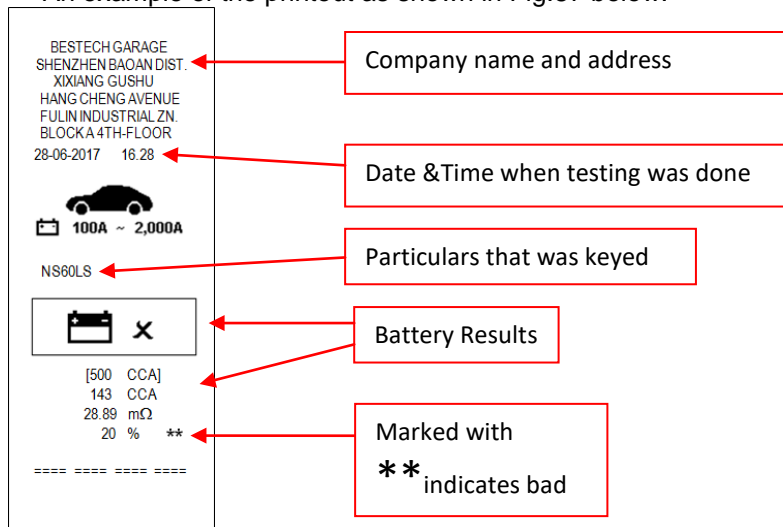 An example of the printout as shown in Fig.37 below.
BESTECH GARAGE
SHENZHEN BAOAN DIST.
XIXIANG GUSHU
HANG CHENG AVENUE
FULIN INDUSTRIAL ZN.
BLOCK A 4TH-FLOOR
28-06-2017 16.28
100A ~ 2,000A
NS60LS
[500 CCA]
143 CCA
28.89 mΩ
20 % **
==== ==== ==== ====
Company name and address
Date &Time when testing was done
Particulars that was keyed
Battery Results
Marked with
**indicates bad